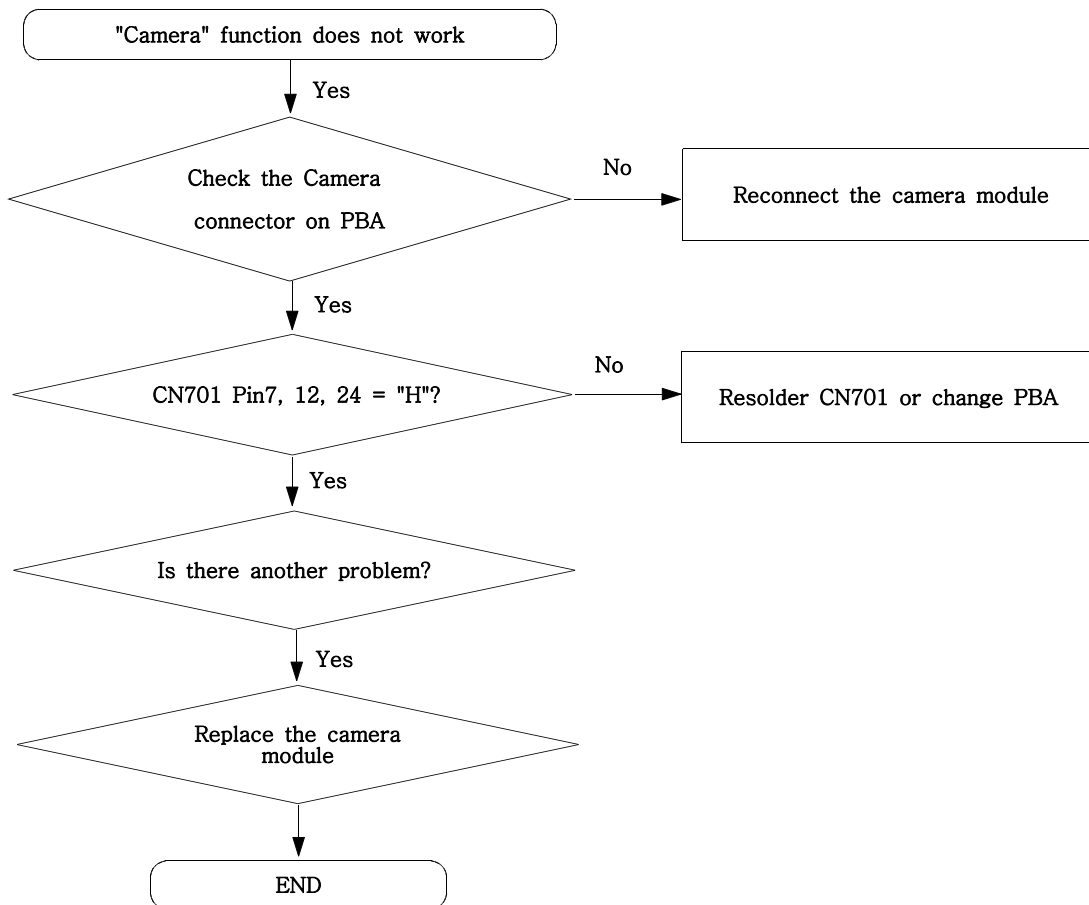 "Camera" function does not work
Yes
Check the Camera
connector on PBA
No
Reconnect the camera module
Yes
CN701 Pin7, 12, 24 = "H"?
No
Resolder CN701 or change PBA
Yes
Is there another problem?
Yes
Replace the camera
module
END